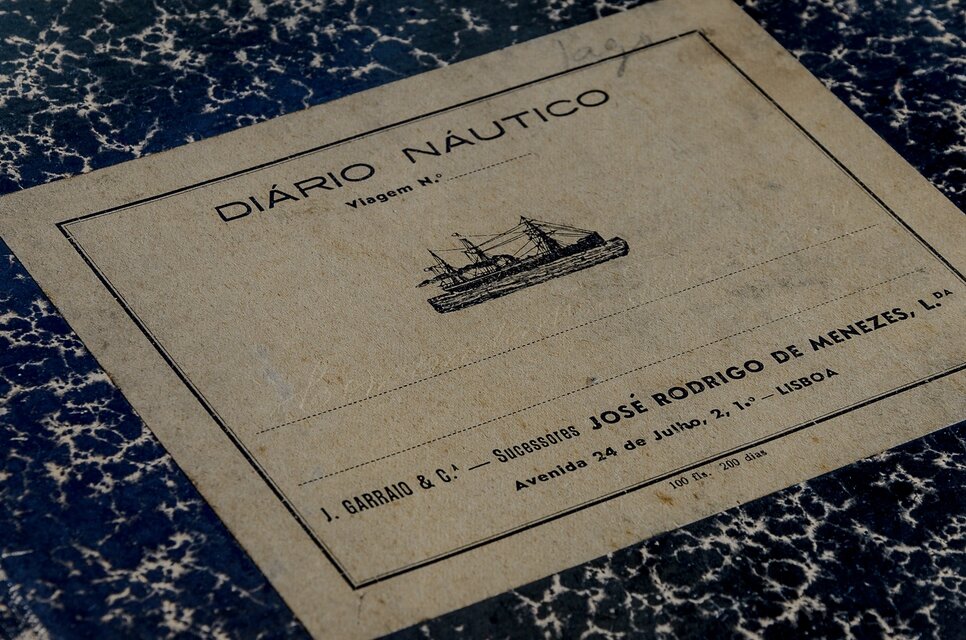 DIÁRIO NÁUTICO
Viagem N.º
J. GARRAIO & C.ª — Sucessores JOSÉ RODRIGO DE MENEZES, L.DA
Avenida 24 de Julho, 2, 1.º — LISBOA
100 fls. 200 dias